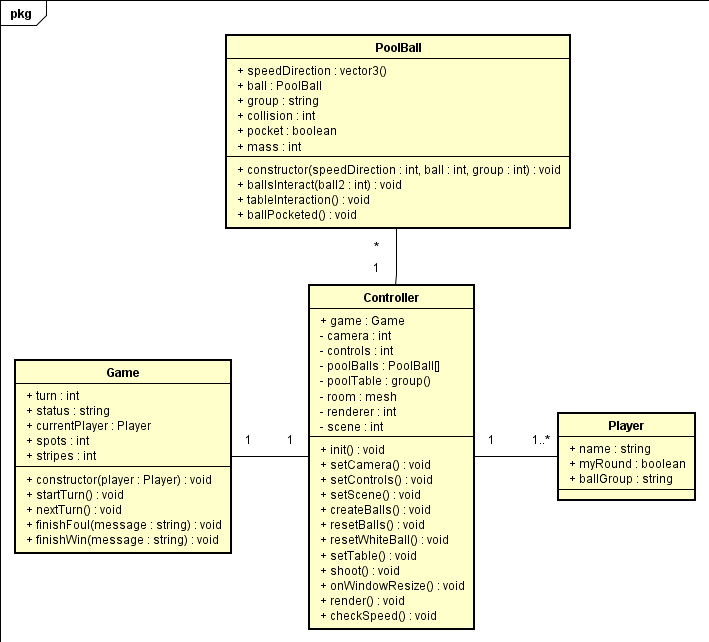 pkg
PoolBall
+ speedDirection : vector3()
+ ball : PoolBall
+ group : string
+ collision : int
+ pocket : boolean
+ mass : int
+ constructor(speedDirection : int, ball : int, group : int) : void
+ ballsInteract(ball2 : int) : void
+ tableInteraction() : void
+ ballPocketed() : void
*
1
Controller
+ game : Game
- camera : int
- controls : int
- poolBalls : PoolBall[]
- poolTable : group()
- room : mesh
- renderer : int
- scene : int
+ init() : void
+ setCamera() : void
+ setControls() : void
+ setScene() : void
+ createBalls() : void
+ resetBalls() : void
+ resetWhiteBall() : void
+ setTable() : void
+ shoot() : void
+ onWindowResize() : void
+ render() : void
+ checkSpeed() : void
Game
+ turn : int
+ status : string
+ currentPlayer : Player
+ spots : int
+ stripes : int
+ constructor(player : Player) : void
+ startTurn() : void
+ nextTurn() : void
+ finishFoul(message : string) : void
+ finishWin(message : string) : void
1 1
1 1..*
Player
+ name : string
+ myRound : boolean
+ ballGroup : string